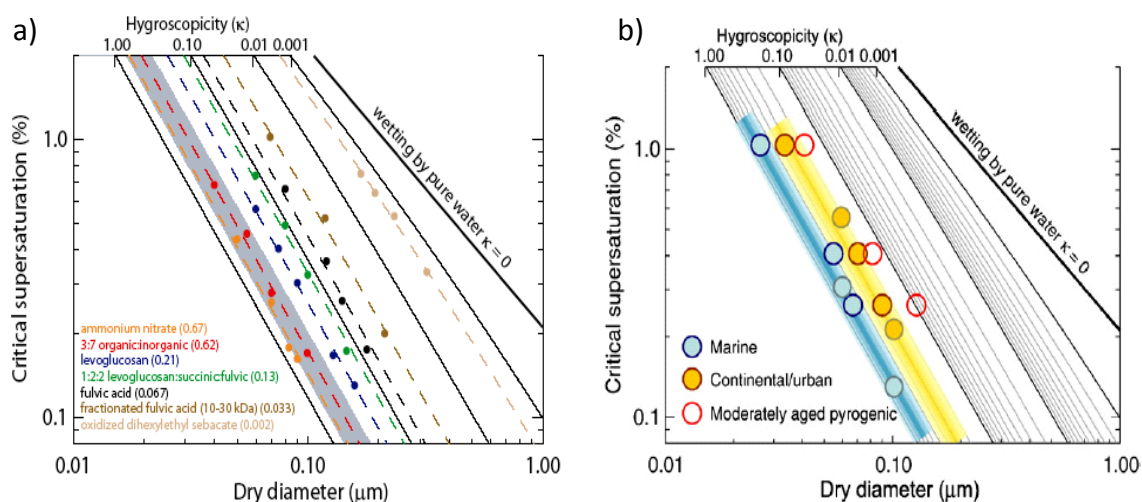 a)
Hygroscopicity (κ)
1.00 0.10 0.01 0.001
wetting by pure water κ = 0
Critical supersaturation (%)
1.0
0.1
ammonium nitrate (0.67)
3:7 organic:inorganic (0.62)
levoglucosan (0.21)
1:2:2 levoglucosan:succinic:fulvic (0.13)
fulvic acid (0.067)
fractionated fulvic acid (10-30 kDa) (0.033)
oxidized dihexylethyl sebacate (0.002)
0.01 0.10 1.00
Dry diameter (μm)
b)
Hygroscopicity (κ)
1.00 0.10 0.01 0.001
wetting by pure water κ = 0
Critical supersaturation (%)
1.0
0.1
Marine
Continental/urban
Moderately aged pyrogenic
0.01 0.10 1.00
Dry diameter (μm)